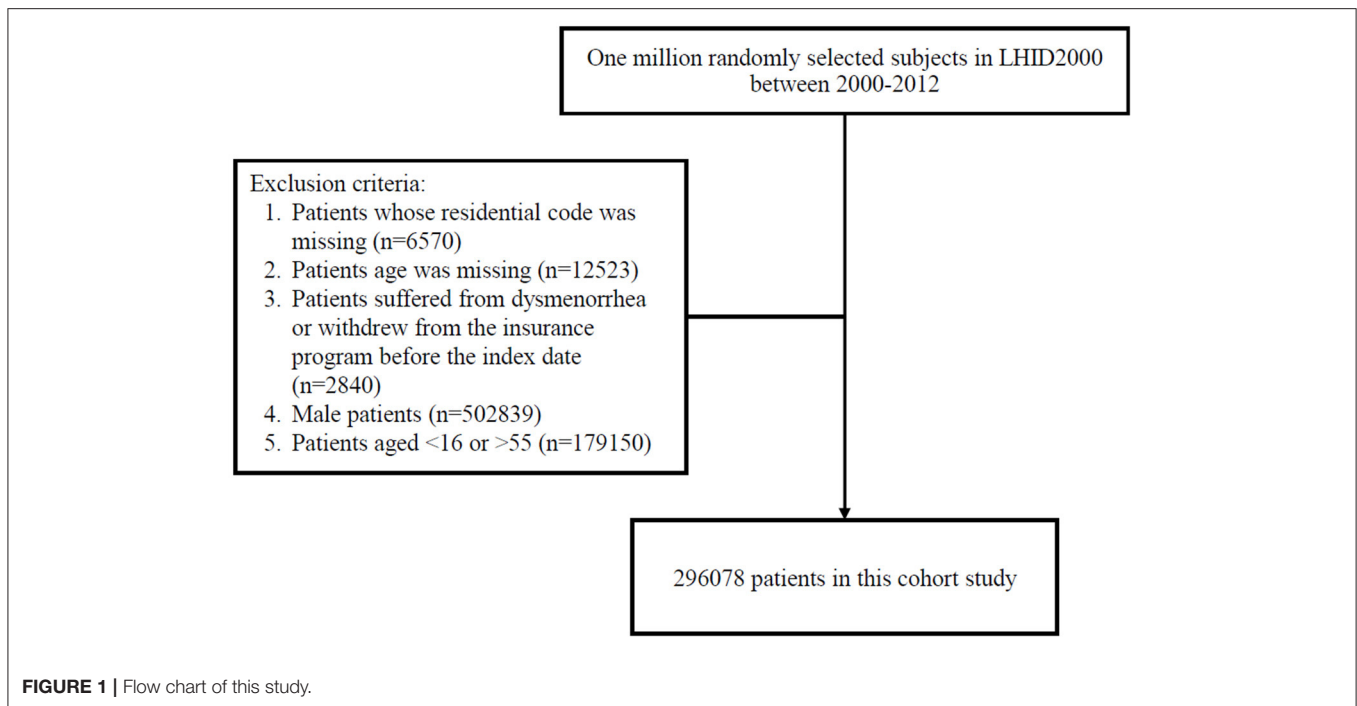 One million randomly selected subjects in LHID2000
between 2000-2012
Exclusion criteria:
1. Patients whose residential code was
missing (n=6570)
2. Patients age was missing (n=12523)
3. Patients suffered from dysmenorrhea
or withdrew from the insurance
program before the index date
(n=2840)
4. Male patients (n=502839)
5. Patients aged <16 or >55 (n=179150)
296078 patients in this cohort study
FIGURE 1 | Flow chart of this study.